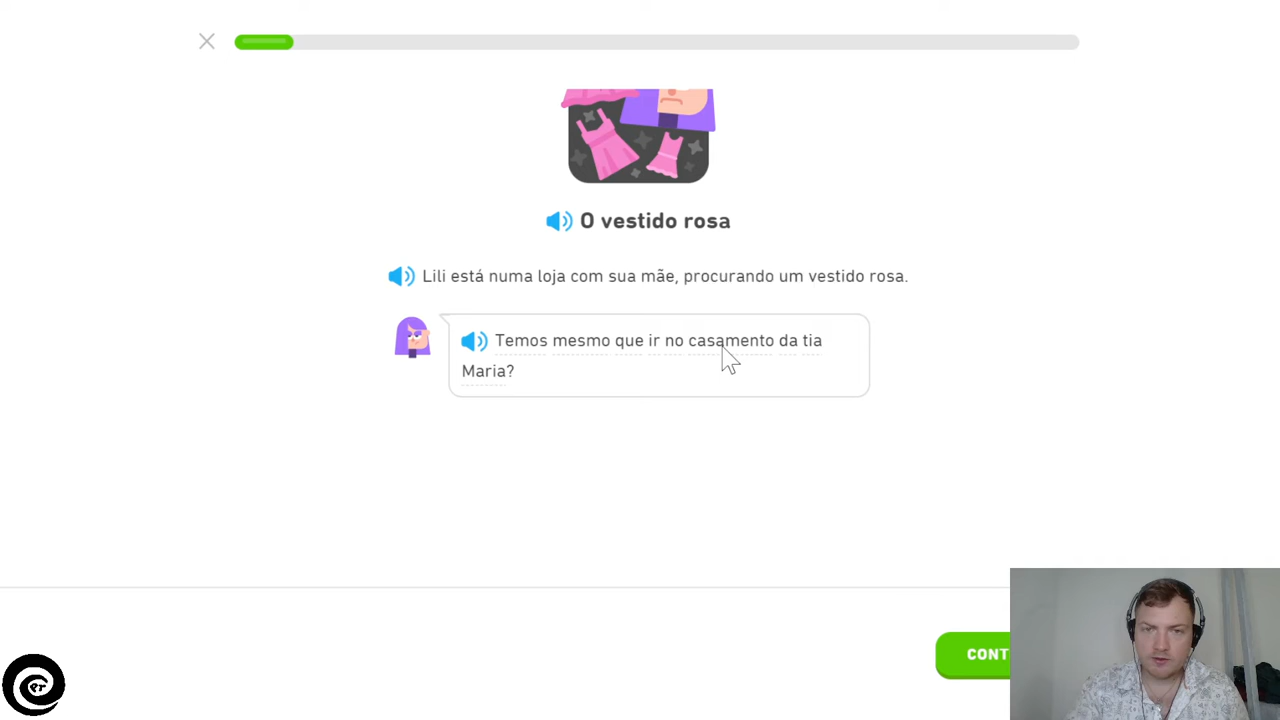 O vestido rosa
Lili está numa loja com sua mãe, procurando um vestido rosa.
Temos mesmo que ir no casamento da tia
Maria?
CONT